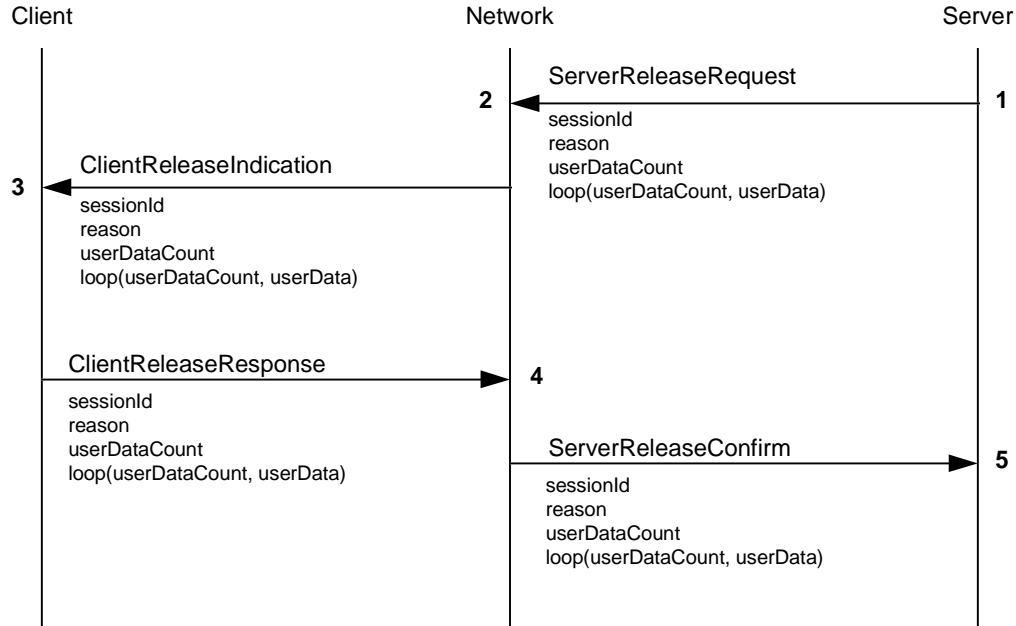 Client
Network
Server
ServerReleaseRequest
2
1
sessionId
reason
userDataCount
loop(userDataCount, userData)
ClientReleaseIndication
3
sessionId
reason
userDataCount
loop(userDataCount, userData)
ClientReleaseResponse
4
sessionId
reason
userDataCount
loop(userDataCount, userData)
ServerReleaseConfirm
5
sessionId
reason
userDataCount
loop(userDataCount, userData)